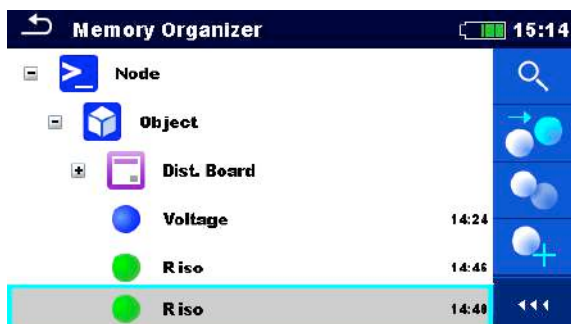 Memory Organizer 15:14
Node
Object
Dist. Board
Voltage 14:24
Riso 14:46
Riso 14:40